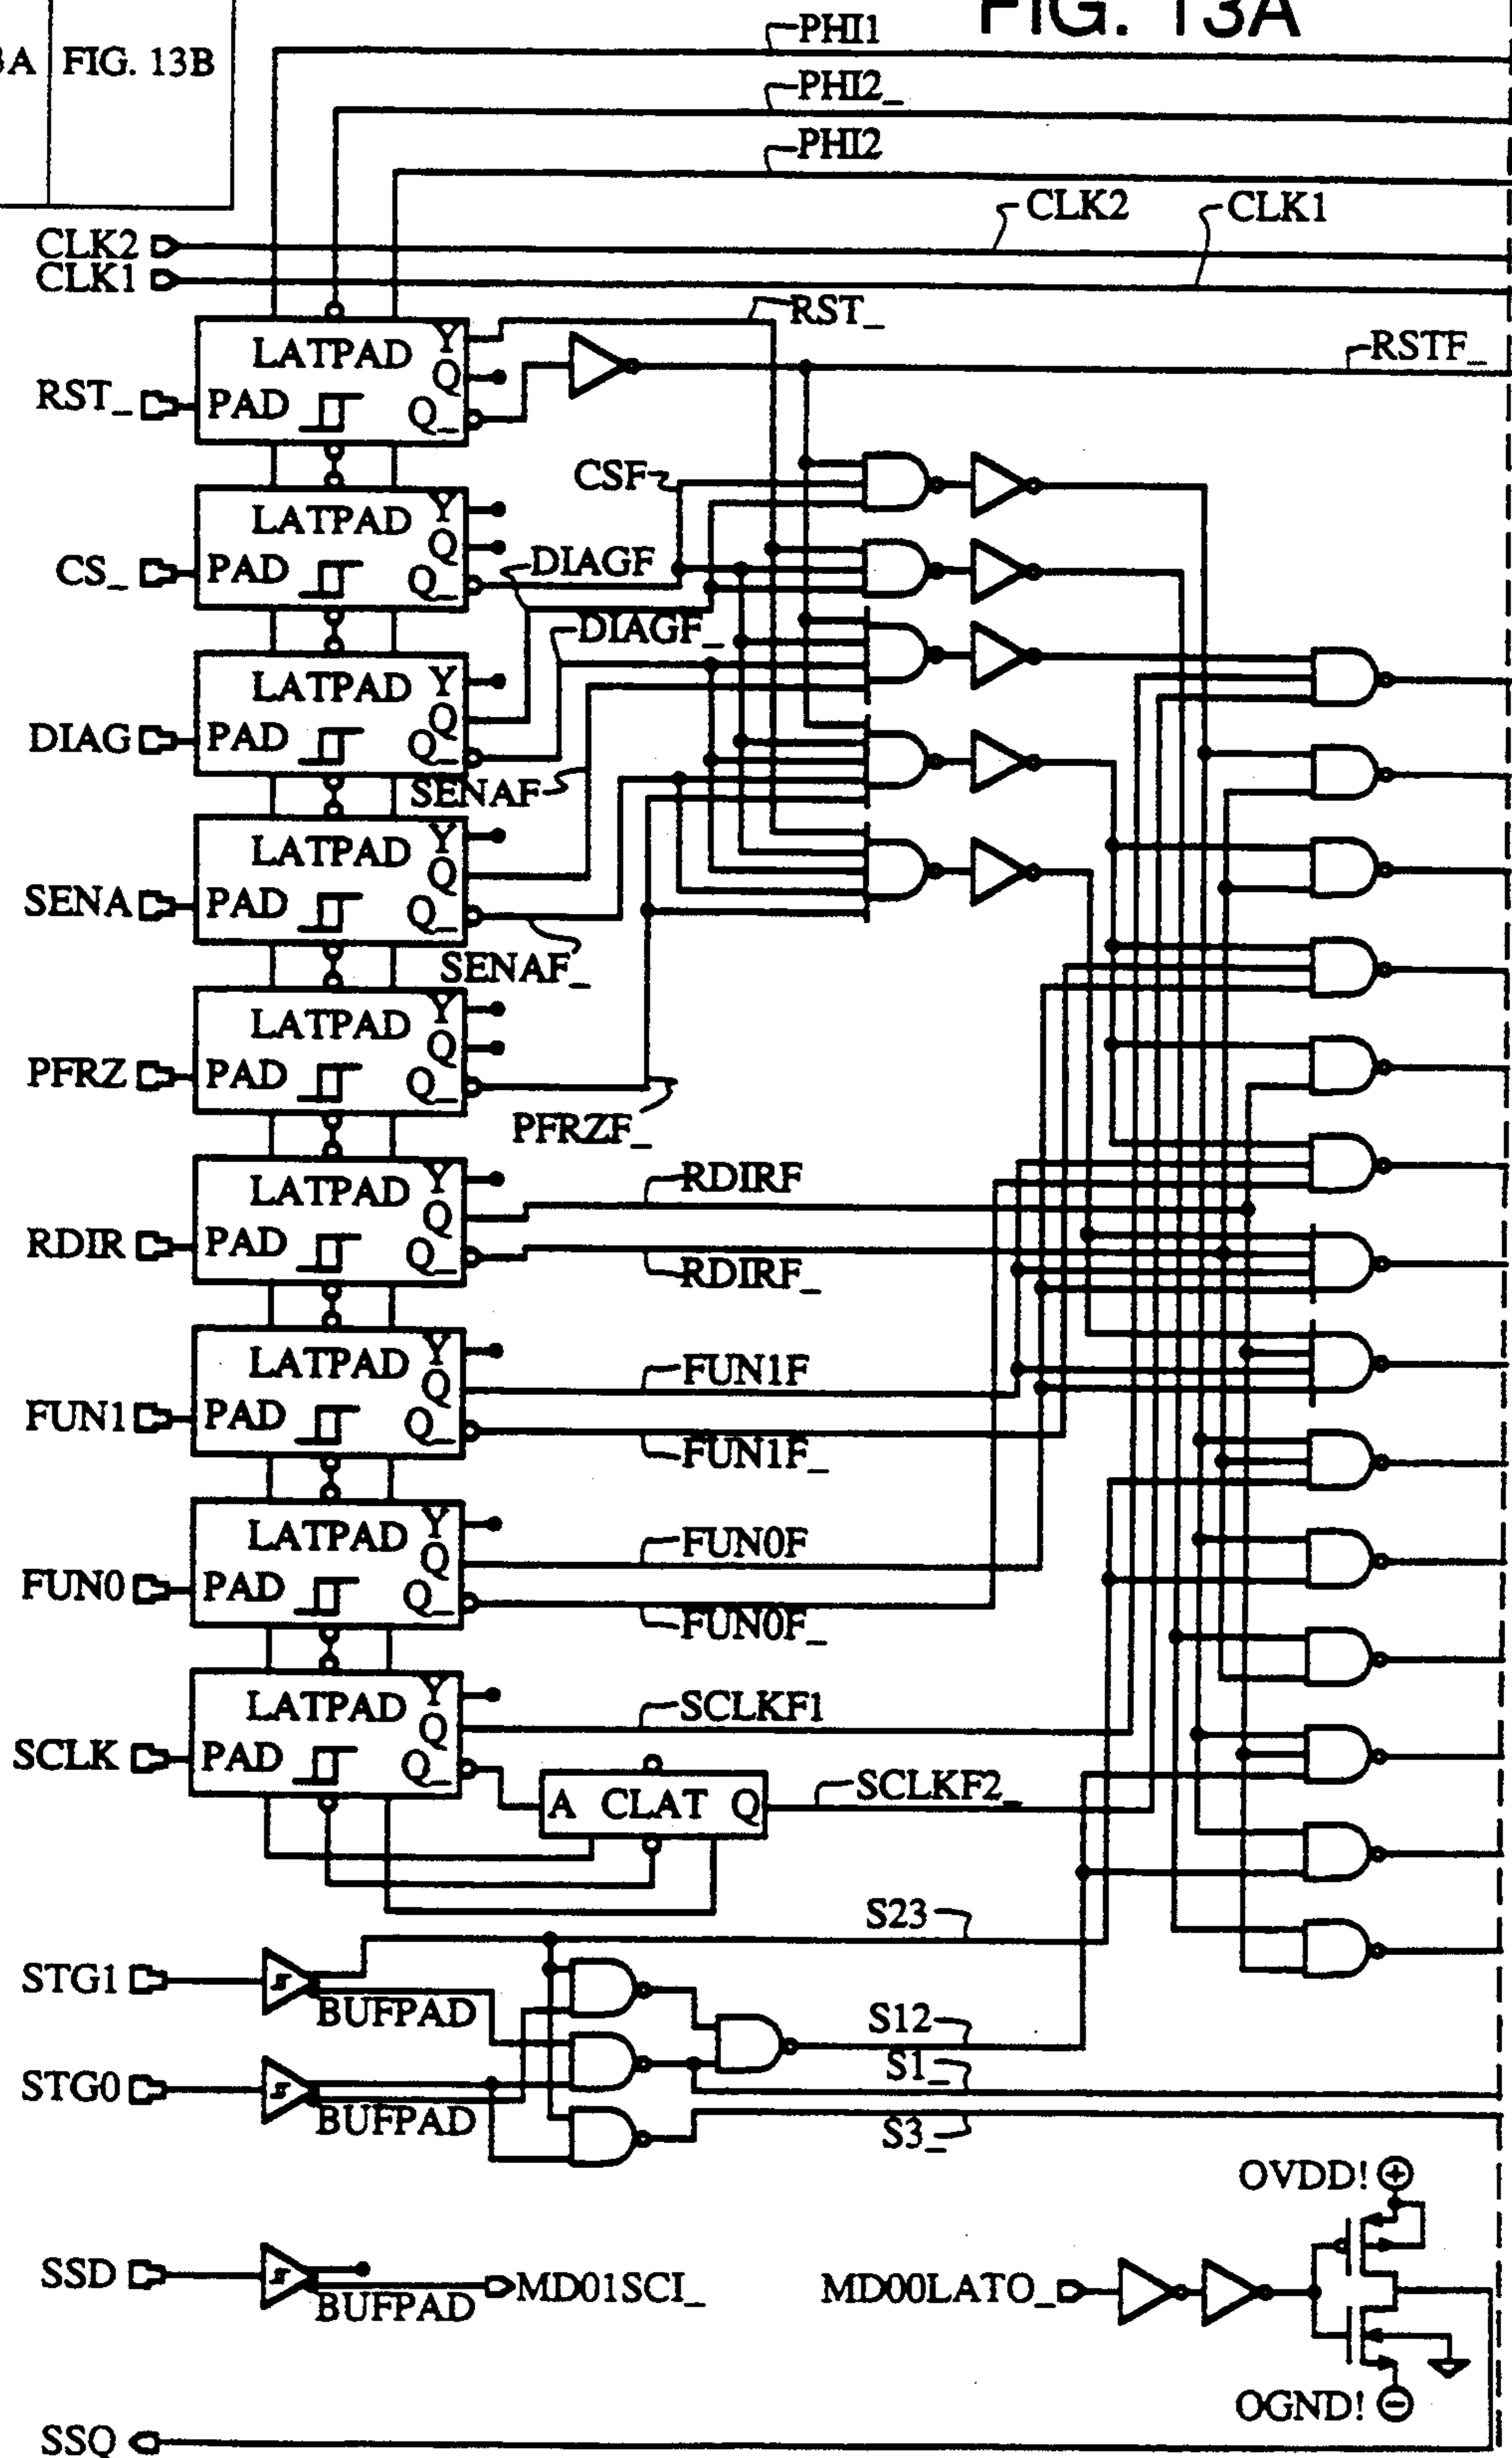 FIG. 13A
3A FIG. 13B
PHI1
PHI2_
PHI2
CLK2
CLK1
CLK2
CLK1
RST_
RSTF_
LATPAD Y
Q
RST_ PAD Q_
CSF
LATPAD Y
Q
CS_ PAD Q_
DIAGF
DIAGF_
LATPAD Y
Q
DIAG PAD Q_
SENAF
LATPAD Y
Q
SENA PAD Q_
SENAF_
LATPAD Y
Q
PFRZ PAD Q_
PFRZF_
LATPAD Y
Q
RDIR PAD Q_
RDIRF
RDIRF_
LATPAD Y
Q
FUN1 PAD Q_
FUN1F
FUN1F_
LATPAD Y
Q
FUN0 PAD Q_
FUN0F
FUN0F_
LATPAD Y
Q
SCLK PAD Q_
SCLKF1
A CLAT Q
SCLKF2_
S23
STG1
BUFPAD
S12
S1_
STG0
BUFPAD
S3_
OVDD!
SSD
BUFPAD
MD01SCI_
MD00LATO_
OGND!
SSQ